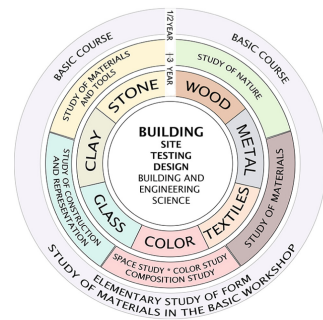 BASIC COURSE
1/2 YEAR
BASIC COURSE
ELEMENTARY STUDY OF FORM
STUDY OF MATERIALS IN THE BASIC WORKSHOP
-3 YEAR
STUDY OF NATURE
STUDY OF MATERIALS
SPACE STUDY * COLOR STUDY
COMPOSITION STUDY
STUDY OF CONSTRUCTION
AND REPRESENTATION
STUDY OF MATERIALS
AND TOOLS
STONE
WOOD
METAL
TEXTILES
COLOR
GLASS
CLAY
BUILDING
SITE
TESTING
DESIGN
BUILDING AND
ENGINEERING
SCIENCE